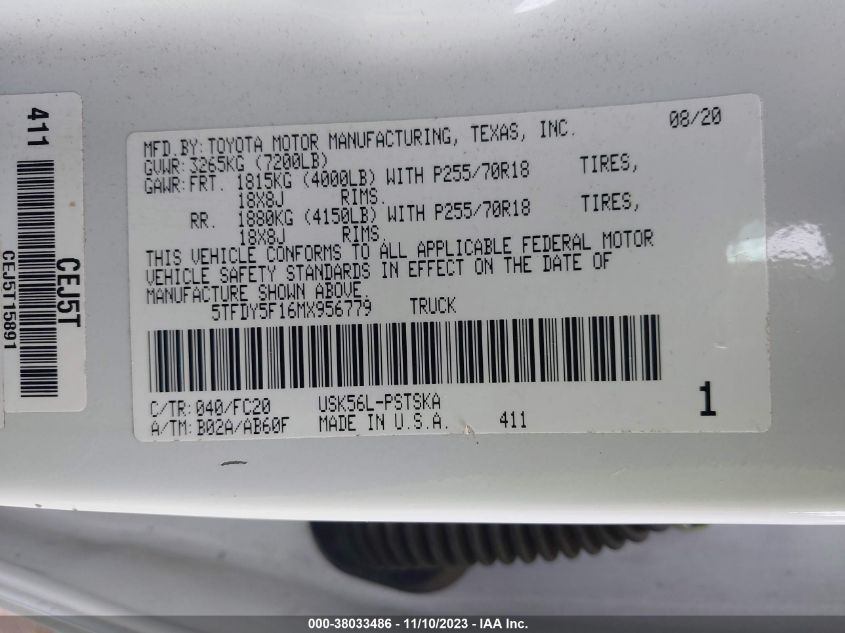 411
CEJ5T
CEJ5T15891
MFD.BY:TOYOTA MOTOR MANUFACTURING, TEXAS, INC. 08/20
GVWR:3265KG (7200LB)
GAWR:FRT. 1815KG (4000LB) WITH P255/70R18 TIRES,
18X8J RIMS.
RR. 1880KG (4150LB) WITH P255/70R18 TIRES,
18X8J RIMS.
THIS VEHICLE CONFORMS TO ALL APPLICABLE FEDERAL MOTOR
VEHICLE SAFETY STANDARDS IN EFFECT ON THE DATE OF
MANUFACTURE SHOWN ABOVE.
5TFDY5F16MX956779 TRUCK
C/TR:040/FC20 USK56L-PSTSKA 1
A/TM:B02A/AB60F MADE IN U.S.A. 411
000-38033486 - 11/10/2023 - IAA Inc.